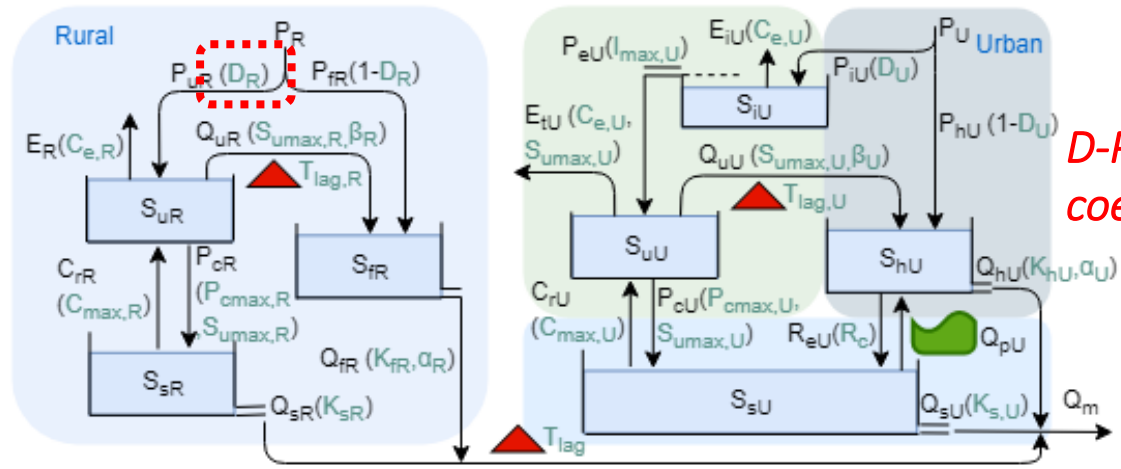 Rural
P_R
P_uR (D_R)
P_fR(1-D_R)
E_R(C_e,R)
Q_uR (S_umax,R,β_R)
T_lag,R
S_uR
S_fR
C_rR
(C_max,R)
P_cR
(P_cmax,R
,S_umax,R)
S_sR
Q_fR (K_fR,α_R)
Q_sR(K_sR)
T_lag
P_eU(I_max,U)
E_iU(C_e,U)
P_U
Urban
P_iU(D_U)
S_iU
E_tU (C_e,U,
S_umax,U)
P_hU (1-D_U)
Q_uU (S_umax,U,β_U)
T_lag,U
S_uU
S_hU
Q_hU(K_hU,α_U)
C_rU
(C_max,U)
P_cU(P_cmax,U,
S_umax,U)
R_eU(R_c)
Q_pU
S_sU
Q_sU(K_s,U)
Q_m
coe